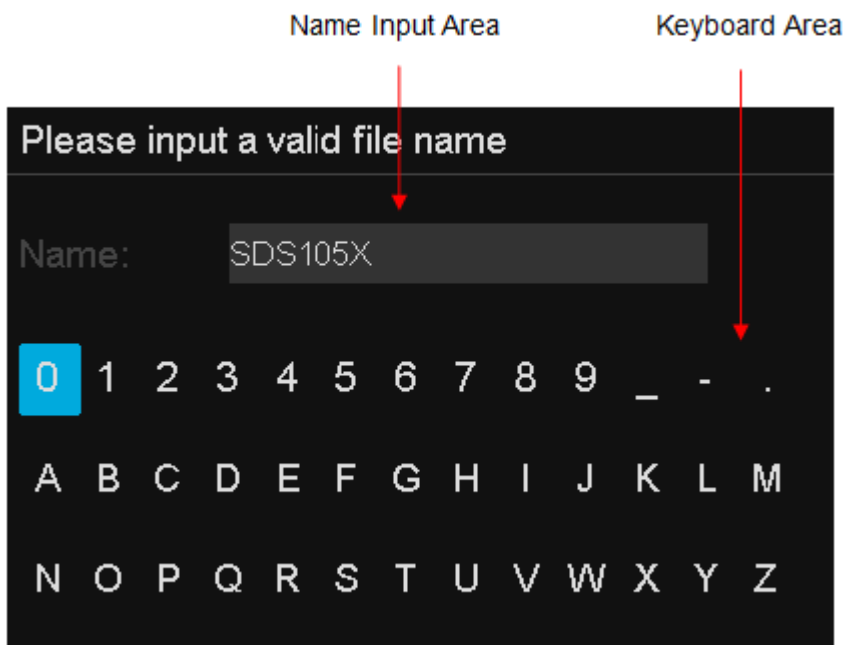 Name Input Area Keyboard Area
Please input a valid file name
Name: SDS105X
0 1 2 3 4 5 6 7 8 9 _ - .
A B C D E F G H I J K L M
N O P Q R S T U V W X Y Z